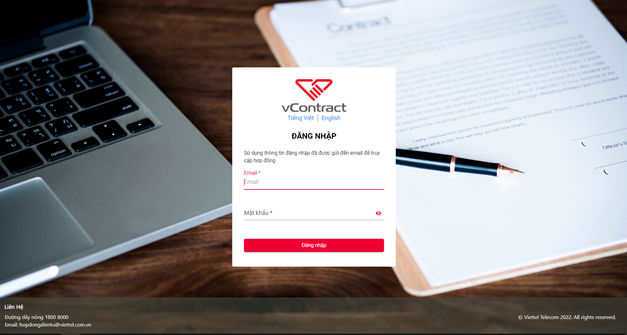 Contract
vContract
Tiếng Việt | English
ĐĂNG NHẬP
Sử dụng thông tin đăng nhập đã được gửi đến email để truy
cập hợp đồng
Email *
Email
Mật khẩu *
Đăng nhập
Liên Hệ
Đường dây nóng 1800 8000
Email: hopdongdientu@viettel.com.vn
© Viettel Telecom 2022. All rights reserved.